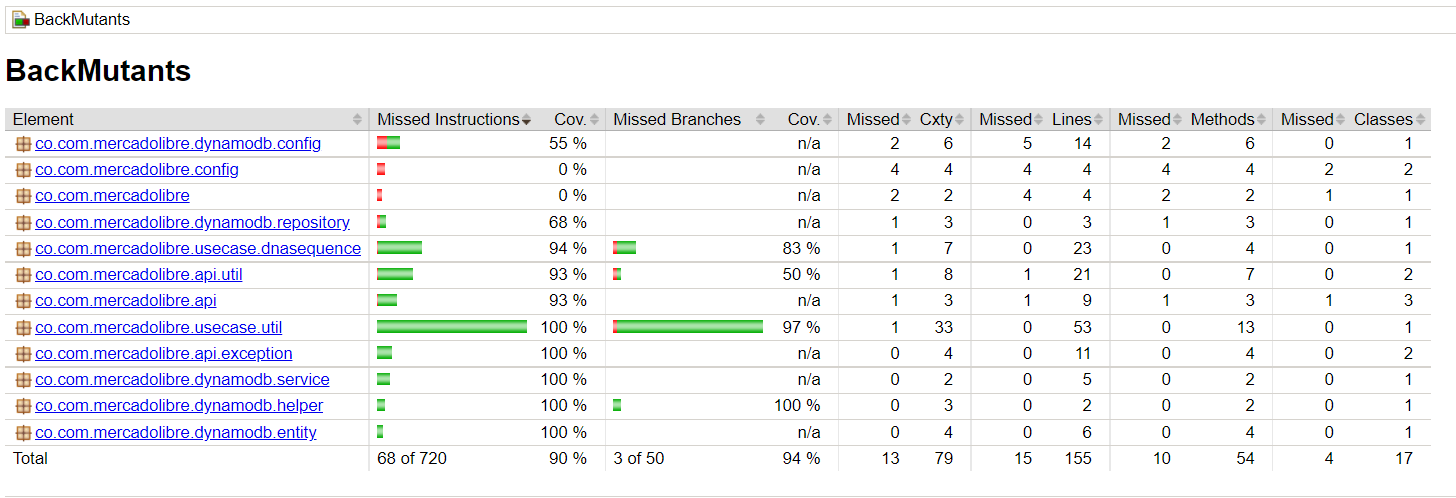 BackMutants
BackMutants
Element Missed Instructions Cov. Missed Branches Cov. Missed Cxty Missed Lines Missed Methods Missed Classes
co.com.mercadolibre.dynamodb.config 55 % n/a 2 6 5 14 2 6 0 1
co.com.mercadolibre.config 0 % n/a 4 4 4 4 4 4 2 2
co.com.mercadolibre 0 % n/a 2 2 4 4 2 2 1 1
co.com.mercadolibre.dynamodb.repository 68 % n/a 1 3 0 3 1 3 0 1
co.com.mercadolibre.usecase.dnasequence 94 % 83 % 1 7 0 23 0 4 0 1
co.com.mercadolibre.api.util 93 % 50 % 1 8 1 21 0 7 0 2
co.com.mercadolibre.api 93 % n/a 1 3 1 9 1 3 1 3
co.com.mercadolibre.usecase.util 100 % 97 % 1 33 0 53 0 13 0 1
co.com.mercadolibre.api.exception 100 % n/a 0 4 0 11 0 4 0 2
co.com.mercadolibre.dynamodb.service 100 % n/a 0 2 0 5 0 2 0 1
co.com.mercadolibre.dynamodb.helper 100 % 100 % 0 3 0 2 0 2 0 1
co.com.mercadolibre.dynamodb.entity 100 % n/a 0 4 0 6 0 4 0 1
Total 68 of 720 90 % 3 of 50 94 % 13 79 15 155 10 54 4 17